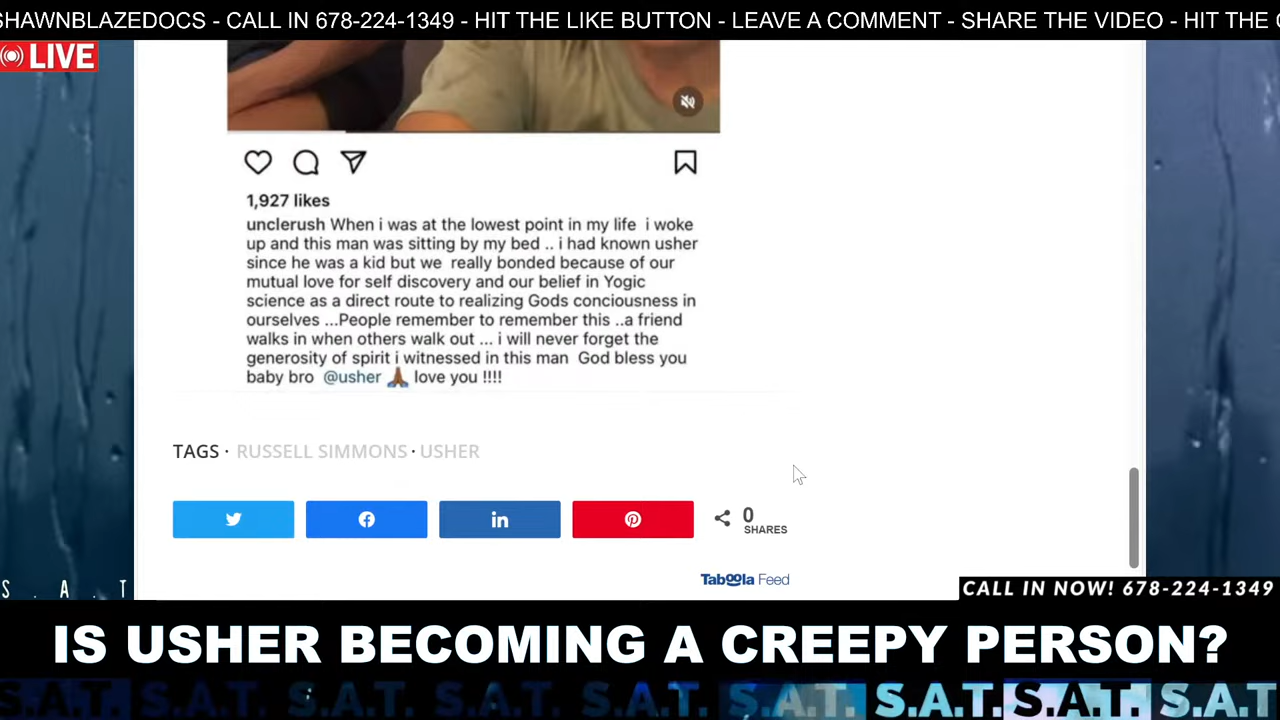 SHAWNBLAZEDOCS - CALL IN 678-224-1349 - HIT THE LIKE BUTTON - LEAVE A COMMENT - SHARE THE VIDEO - HIT THE
LIVE
1,927 likes
unclerush When i was at the lowest point in my life i woke
up and this man was sitting by my bed .. i had known usher
since he was a kid but we really bonded because of our
mutual love for self discovery and our belief in Yogic
science as a direct route to realizing Gods conciousness in
ourselves ...People remember to remember this ..a friend
walks in when others walk out ... i will never forget the
generosity of spirit i witnessed in this man God bless you
baby bro @usher 🙏🏾 love you !!!!
TAGS · RUSSELL SIMMONS · USHER
0
SHARES
Taboola Feed
S . A . T
CALL IN NOW! 678-224-1349
IS USHER BECOMING A CREEPY PERSON?
S.A.T. S.A.T. S.A.T. S.A.T. S.A.T. S.A.T. S.A.T. S.A.T. S.A.T